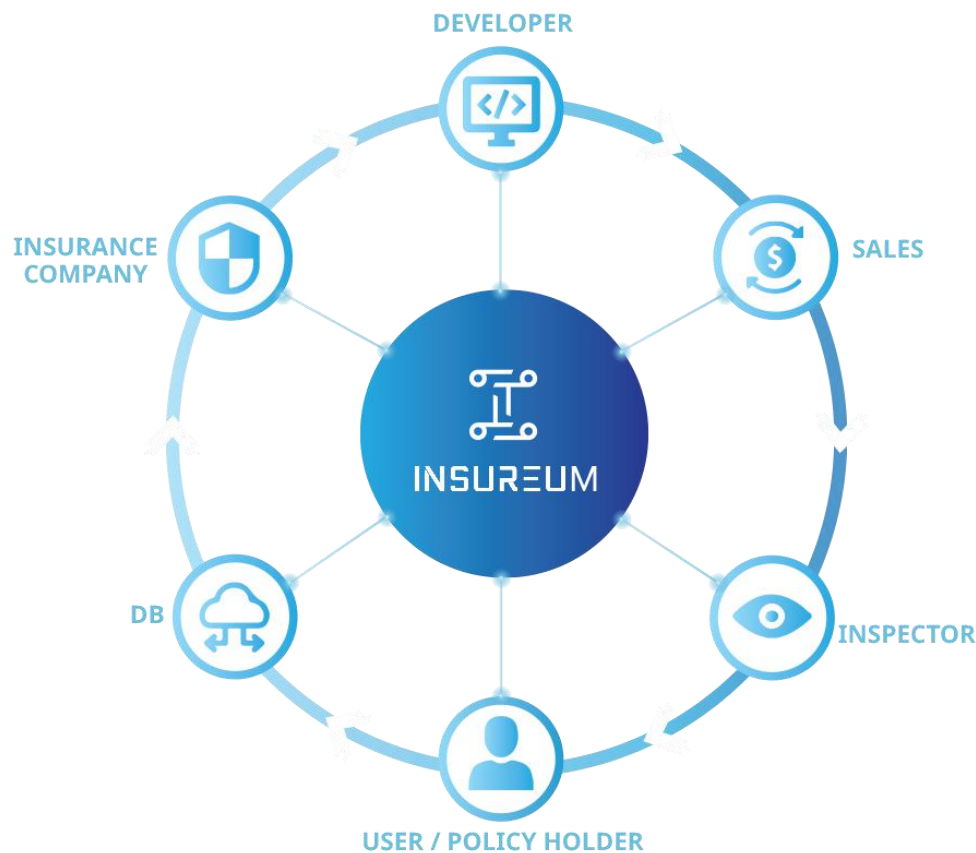 DEVELOPER
INSURANCE
COMPANY
SALES
INSUREUM
DB
INSPECTOR
USER / POLICY HOLDER